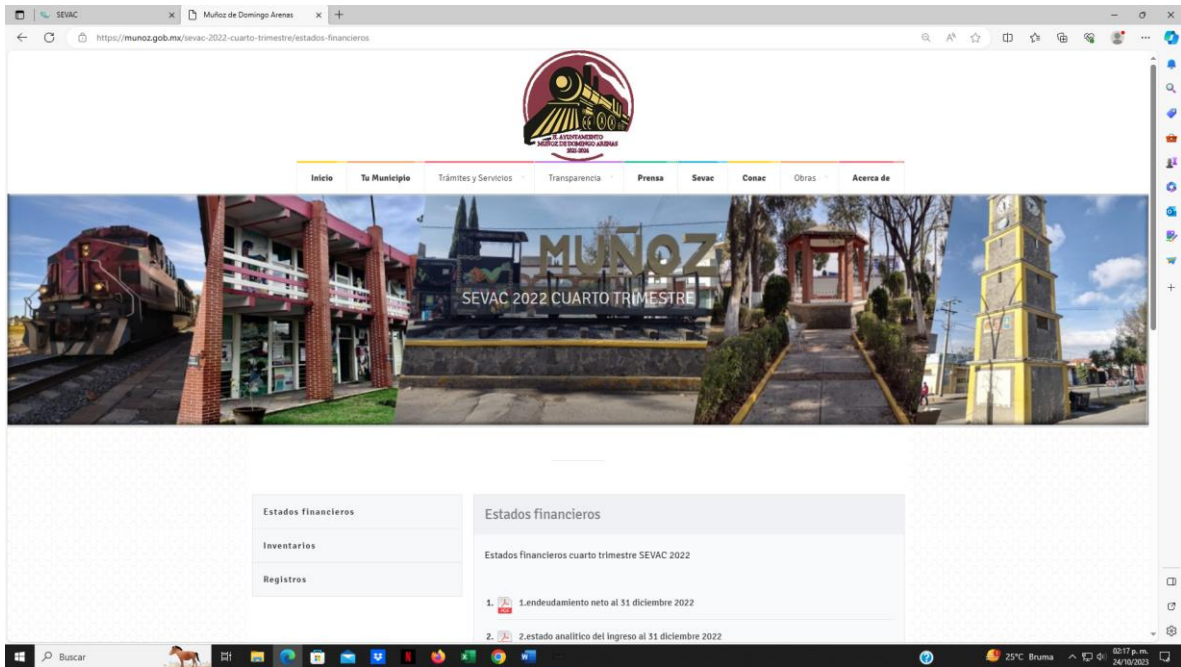 SEVAC
Muñoz de Domingo Arenas
https://munoz.gob.mx/sevac-2022-cuarto-trimestre/estados-financieros
H. AYUNTAMIENTO
MUÑOZ DE DOMINGO ARENAS
2021-2024
Inicio Tu Municipio Trámites y Servicios Transparencia Prensa Sevac Conac Obras Acerca de
MUÑOZ
SEVAC 2022 CUARTO TRIMESTRE
Estados financieros
Inventarios
Registros
Estados financieros
Estados financieros cuarto trimestre SEVAC 2022
1. 1.endeudamiento neto al 31 diciembre 2022
2. 2.estado analitico del ingreso al 31 diciembre 2022
Buscar
25°C Bruma
02:17 p. m.
24/10/2023